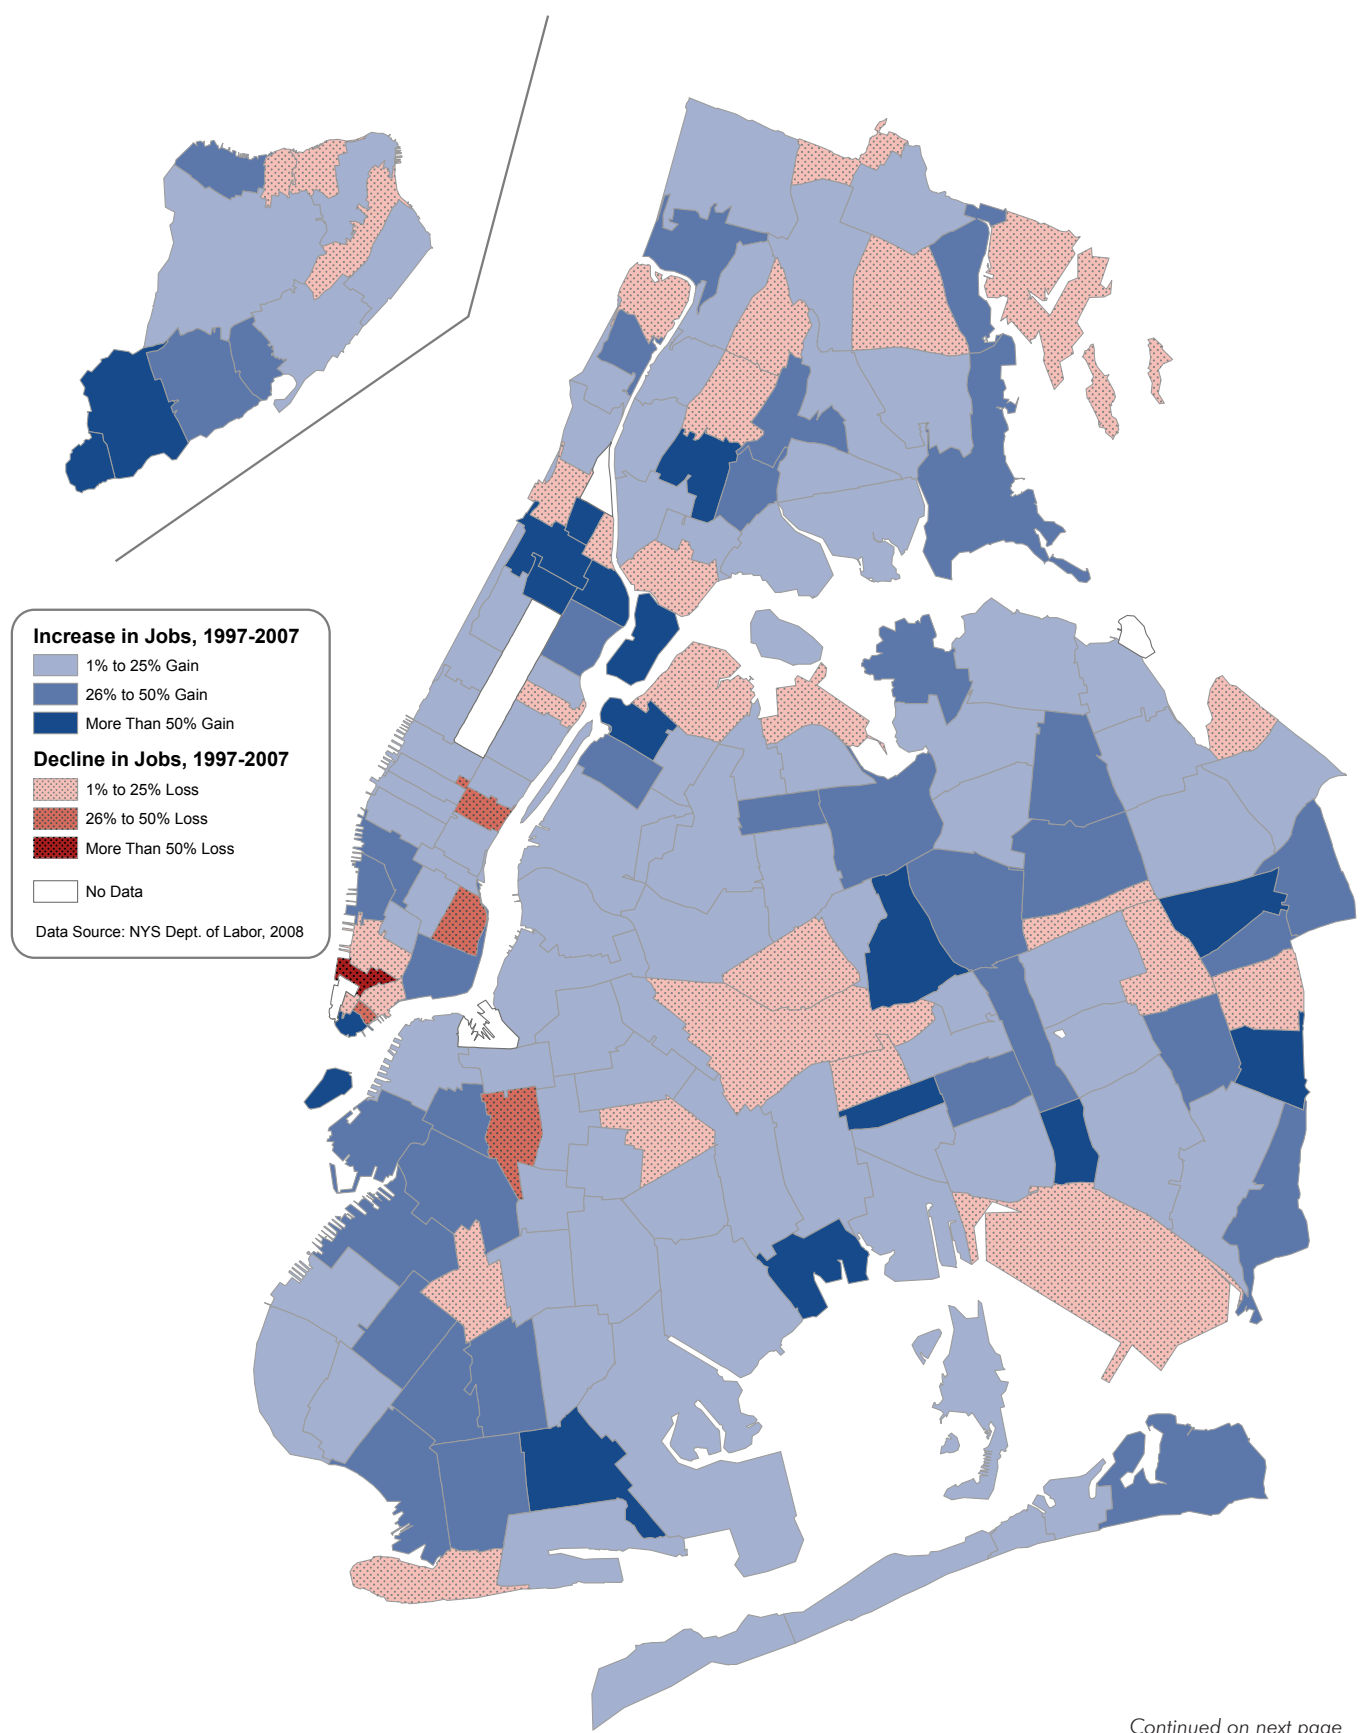 Increase in Jobs, 1997-2007
1% to 25% Gain
26% to 50% Gain
More Than 50% Gain
Decline in Jobs, 1997-2007
1% to 25% Loss
26% to 50% Loss
More Than 50% Loss
No Data
Data Source: NYS Dept. of Labor, 2008
Continued on next page